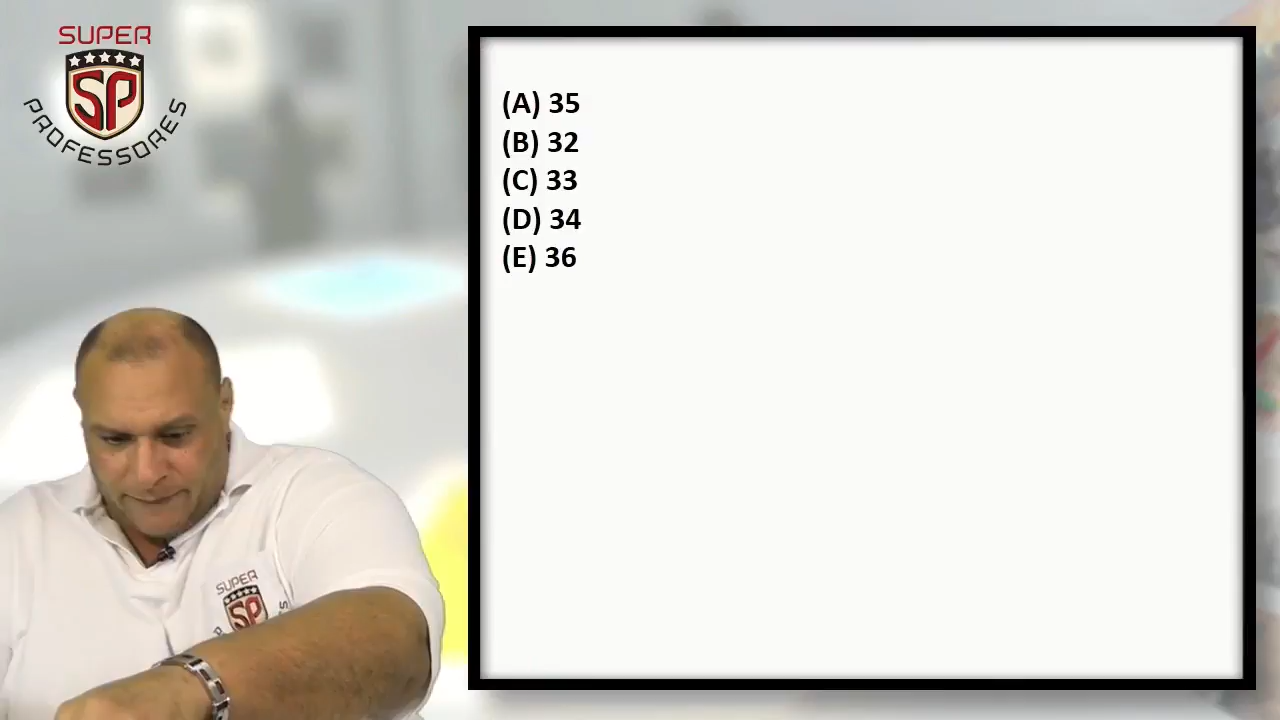 SUPER
SP
PROFESSORES
(A) 35
(B) 32
(C) 33
(D) 34
(E) 36
SUPER
SP